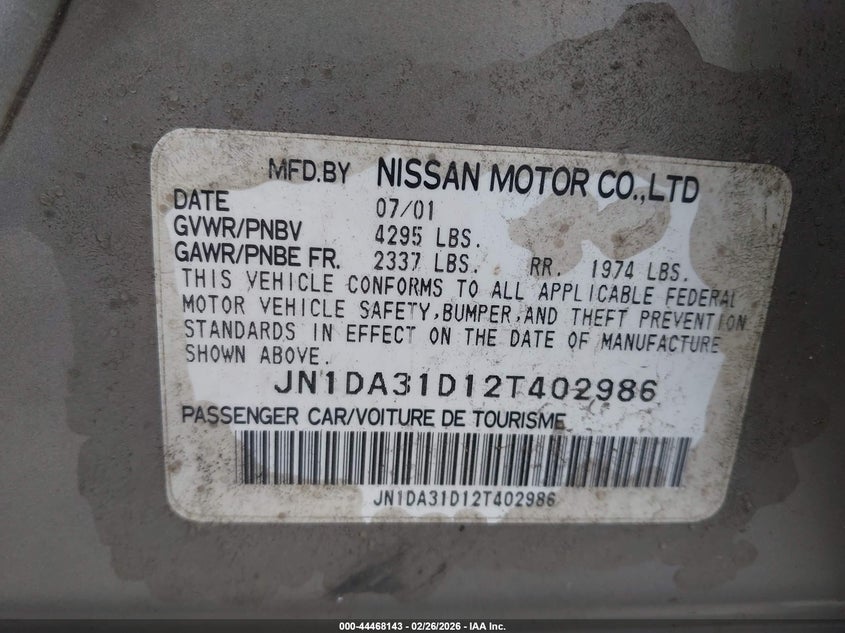 MFD.BY NISSAN MOTOR CO.,LTD
DATE 07/01
GVWR/PNBV 4295 LBS.
GAWR/PNBE FR. 2337 LBS. RR. 1974 LBS.
THIS VEHICLE CONFORMS TO ALL APPLICABLE FEDERAL
MOTOR VEHICLE SAFETY,BUMPER,AND THEFT PREVENTION
STANDARDS IN EFFECT ON THE DATE OF MANUFACTURE
SHOWN ABOVE.
JN1DA31D12T402986
PASSENGER CAR/VOITURE DE TOURISME
JN1DA31D12T402986
000-44468143 - 02/26/2026 - IAA Inc.